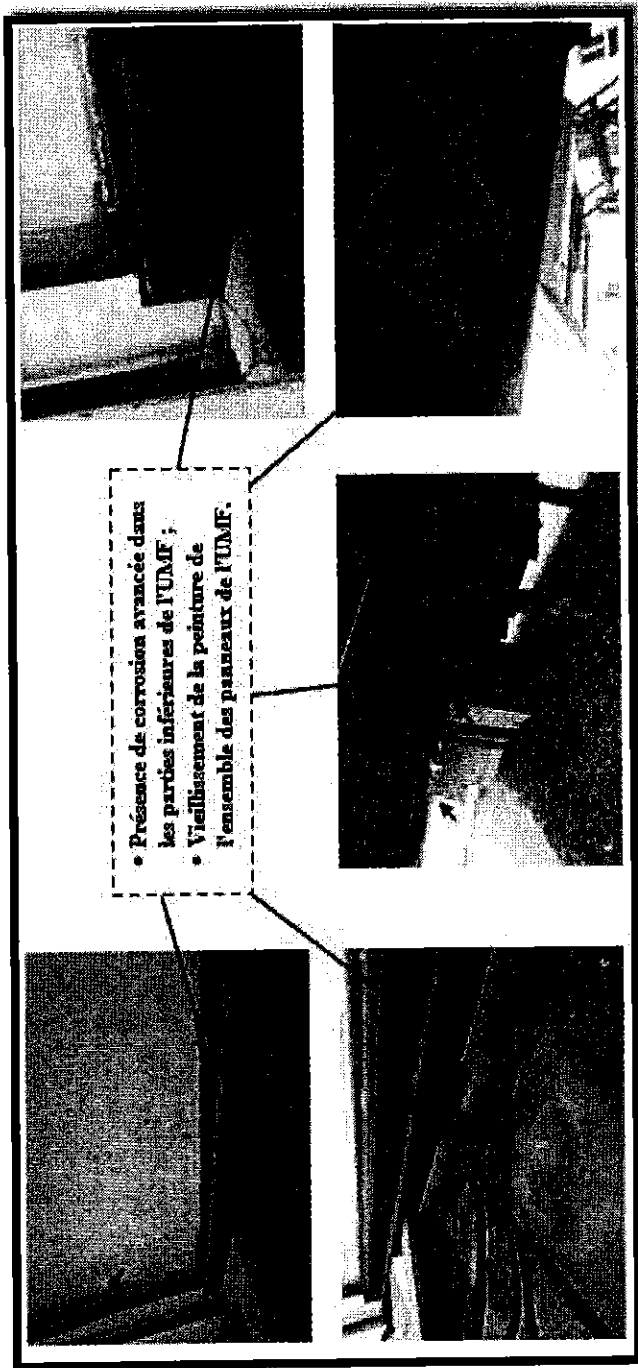 • Présence de corrosion avancée dans
les parties inférieures de l'UMF ;
• Vieillissement de la peinture de
l'ensemble des panneaux de l'UMF.